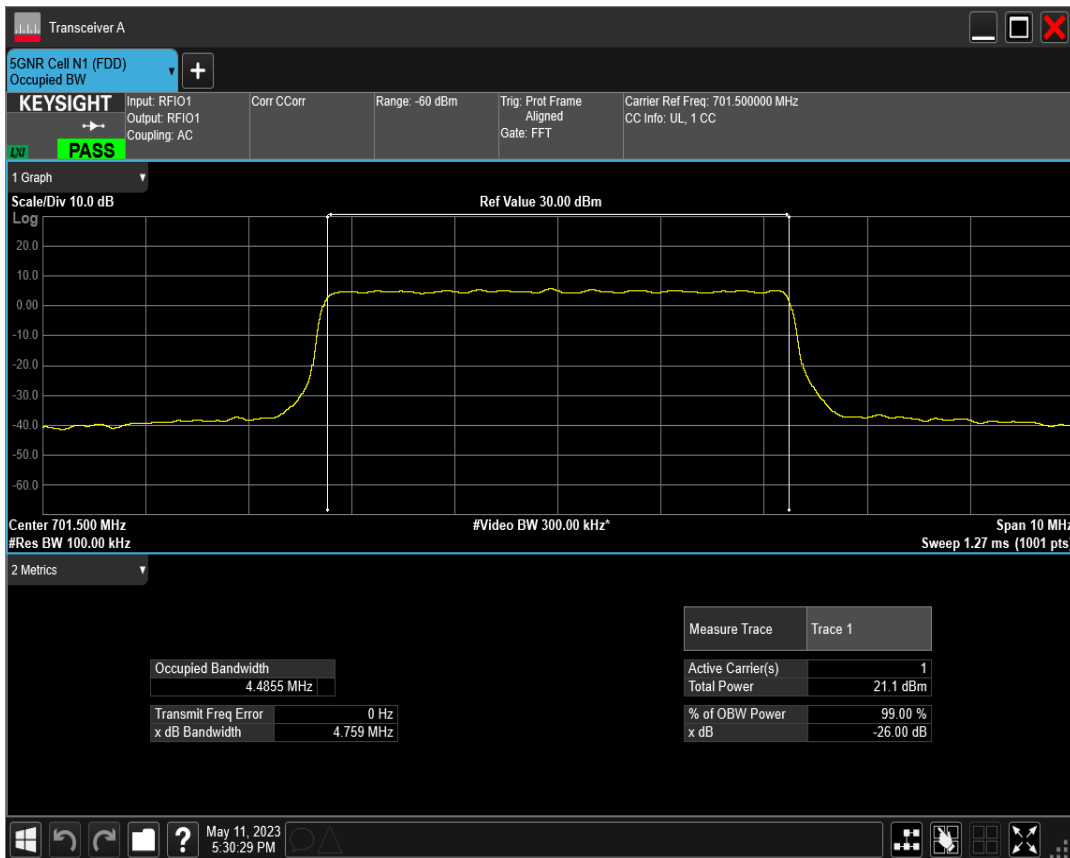 Transceiver A
5GNR Cell N1 (FDD)
Occupied BW
+
KEYSIGHT
LXI
PASS
Input: RFIO1
Output: RFIO1
Coupling: AC
Corr CCorr
Range: -60 dBm
Trig: Prot Frame
Aligned
Gate: FFT
Carrier Ref Freq: 701.500000 MHz
CC Info: UL, 1 CC
1 Graph
Scale/Div 10.0 dB
Ref Value 30.00 dBm
Log
20.0
10.0
0.00
-10.0
-20.0
-30.0
-40.0
-50.0
-60.0
Center 701.500 MHz
#Video BW 300.00 kHz*
Span 10 MHz
#Res BW 100.00 kHz
Sweep 1.27 ms (1001 pts)
2 Metrics
Measure Trace Trace 1
Occupied Bandwidth
4.4855 MHz
Active Carrier(s) 1
Total Power 21.1 dBm
Transmit Freq Error 0 Hz
x dB Bandwidth 4.759 MHz
% of OBW Power 99.00 %
x dB -26.00 dB
?
May 11, 2023
5:30:29 PM